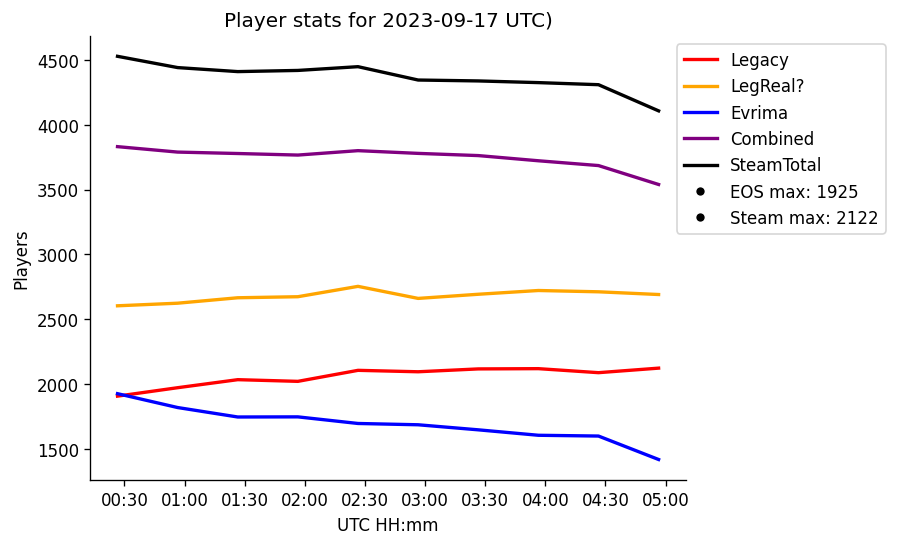 Player stats for 2023-09-17 UTC)
Players
4500
4000
3500
3000
2500
2000
1500
00:30 01:00 01:30 02:00 02:30 03:00 03:30 04:00 04:30 05:00
UTC HH:mm
Legacy
LegReal?
Evrima
Combined
SteamTotal
EOS max: 1925
Steam max: 2122